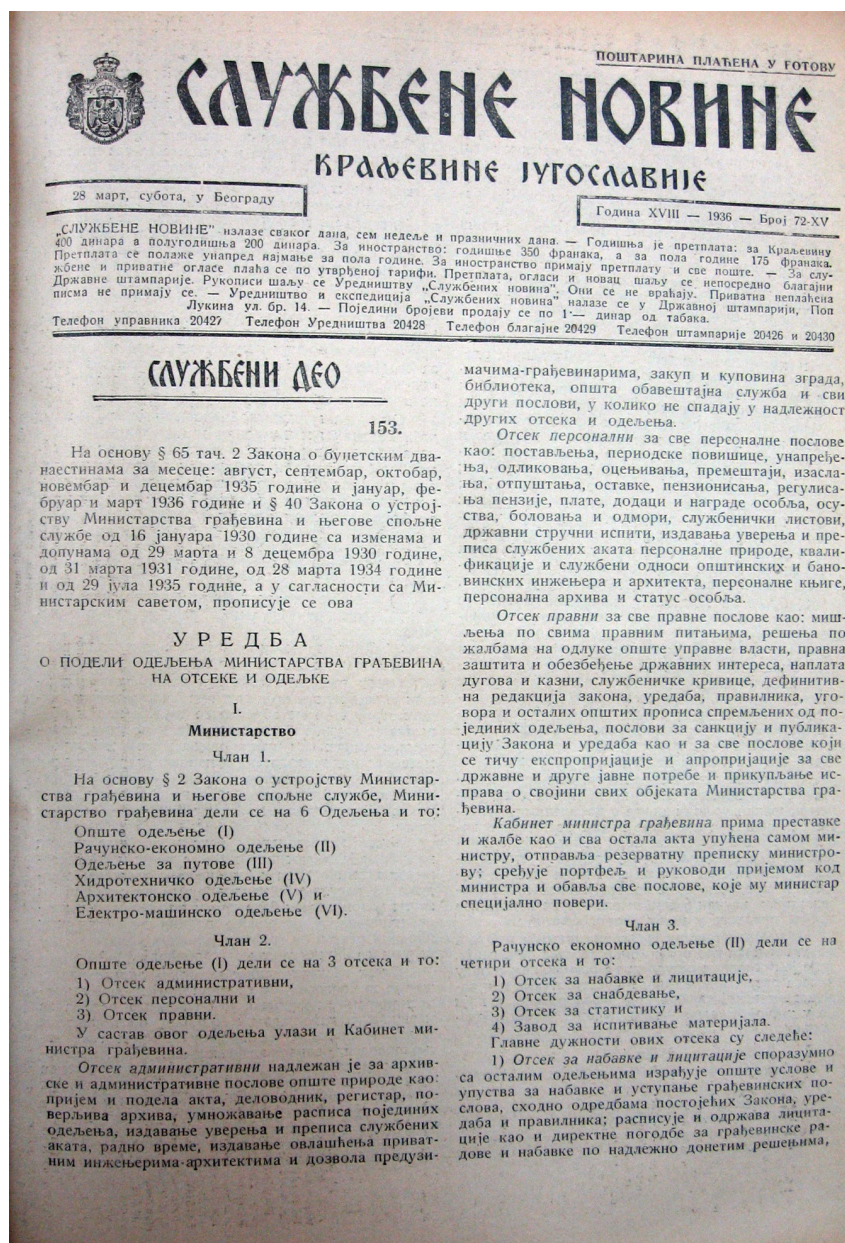 ПОШТАРИНА ПЛАЋЕНА У ГОТОВУ
СЛУЖБЕНЕ НОВИНЕ
КРАЉЕВИНЕ ЈУГОСЛАВИЈЕ
28 март, субота, у Београду
Година XVIII — 1936 — Број 72-XV
„СЛУЖБЕНЕ НОВИНЕ" излазе сваког дана, сем недеље и празничних дана. — Годишња је претплата: за Краљевину
400 динара а полугодишња 200 динара. За иностранство: годишње 350 франака, а за пола године 175 франака.
Претплата се полаже унапред најмање за пола године. За иностранство примају претплату и све поште. — За слу-
жбене и приватне огласе плаћа се по утврђеној тарифи. Претплата, огласи и новац шаљу се непосредно благајни
Државне штампарије. Рукописи шаљу се Уредништву „Службених новина". Они се не враћају. Приватна неплаћена
писма не примају се. — Уредништво и експедиција „Службених новина" налазе се у Државној штампарији, Поп
Лукина ул. бр. 14. — Поједини бројеви продају се по 1·— динар од табака.
Телефон управника 20427 Телефон Уредништва 20428 Телефон благајне 20429 Телефон штампарије 20426 и 20430
СЛУЖБЕНИ ДЕО
153.
На основу § 65 тач. 2 Закона о буџетским два-
наестинама за месеце: август, септембар, октобар,
новембар и децембар 1935 године и јануар, фе-
бруар и март 1936 године и § 40 Закона о устрој-
ству Министарства грађевина и његове спољне
службе од 16 јануара 1930 године са изменама и
допунама од 29 марта и 8 децембра 1930 године,
од 31 марта 1931 године, од 28 марта 1934 године
и од 29 јула 1935 године, а у сагласности са Ми-
нистарским саветом, прописује се ова
УРЕДБА
О ПОДЕЛИ ОДЕЉЕЊА МИНИСТАРСТВА ГРАЂЕВИНА
НА ОТСЕКЕ И ОДЕЉКЕ
I.
Министарство
Члан 1.
На основу § 2 Закона о устројству Министар-
ства грађевина и његове спољне службе, Мини-
старство грађевина дели се на 6 Одељења и то:
Опште одељење (I)
Рачунско-економно одељење (II)
Одељење за путове (III)
Хидротехничко одељење (IV)
Архитектонско одељење (V) и
Електро-машинско одељење (VI).
Члан 2.
Опште одељење (I) дели се на 3 отсека и то:
1) Отсек административни,
2) Отсек персонални и
3) Отсек правни.
У састав овог одељења улази и Кабинет ми-
нистра грађевина.
Отсек административни надлежан је за архив-
ске и административне послове опште природе као:
пријем и подела акта, деловодник, регистар, по-
верљива архива, умножавање расписа појединих
одељења, издавање уверења и преписа службених
аката, радно време, издавање овлашћења приват-
ним инжењерима-архитектима и дозвола предузи-
мачима-грађевинарима, закуп и куповина зграда,
библиотека, општа обавештајна служба и сви
други послови, у колико не спадају у надлежност
других отсека и одељења.
Отсек персонални за све персоналне послове
као: постављења, периодске повишице, унапређе-
ња, одликовања, оцењивања, премештаји, изасла-
ња, отпуштања, оставке, пензионисања, регулиса-
ња пензије, плате, додаци и награде особља, осу-
ства, боловања и одмори, службенички листови,
државни стручни испити, издавања уверења и пре-
писа службених аката персоналне природе, квали-
фикације и службени односи општинских и бано-
винских инжењера и архитекта, персоналне књиге,
персонална архива и статус особља.
Отсек правни за све правне послове као: миш-
љења по свима правним питањима, решења по
жалбама на одлуке опште управне власти, правна
заштита и обезбеђење државних интереса, наплата
дугова и казни, службеничке кривице, дефинитив-
на редакција закона, уредаба, правилника, уго-
вора и осталих општих прописа спремљених од по-
јединих одељења, послови за санкцију и публика-
цију Закона и уредаба као и за све послове који
се тичу експропријације и апропријације за све
државне и друге јавне потребе и прикупљање ис-
права о својини свих објеката Министарства гра-
ђевина.
Кабинет министра грађевина прима преставке
и жалбе као и сва остала акта упућена самом ми-
нистру, отправља резерватну преписку министро-
ву; сређује портфељ и руководи пријемом код
министра и обавља све послове, које му министар
специјално повери.
Члан 3.
Рачунско економно одељење (II) дели се на
четири отсека и то:
1) Отсек за набавке и лицитације,
2) Отсек за снабдевање,
3) Отсек за статистику и
4) Завод за испитивање материјала.
Главне дужности ових отсека су следеће:
1) Отсек за набавке и лицитације споразумно
са осталим одељењима израђује опште услове и
упуства за набавке и уступање грађевинских по-
слова, сходно одредбама постојећих Закона, уре-
даба и правилника; расписује и одржава лицита-
ције као и директне погодбе за грађевинске ра-
дове и набавке по надлежно донетим решењима,